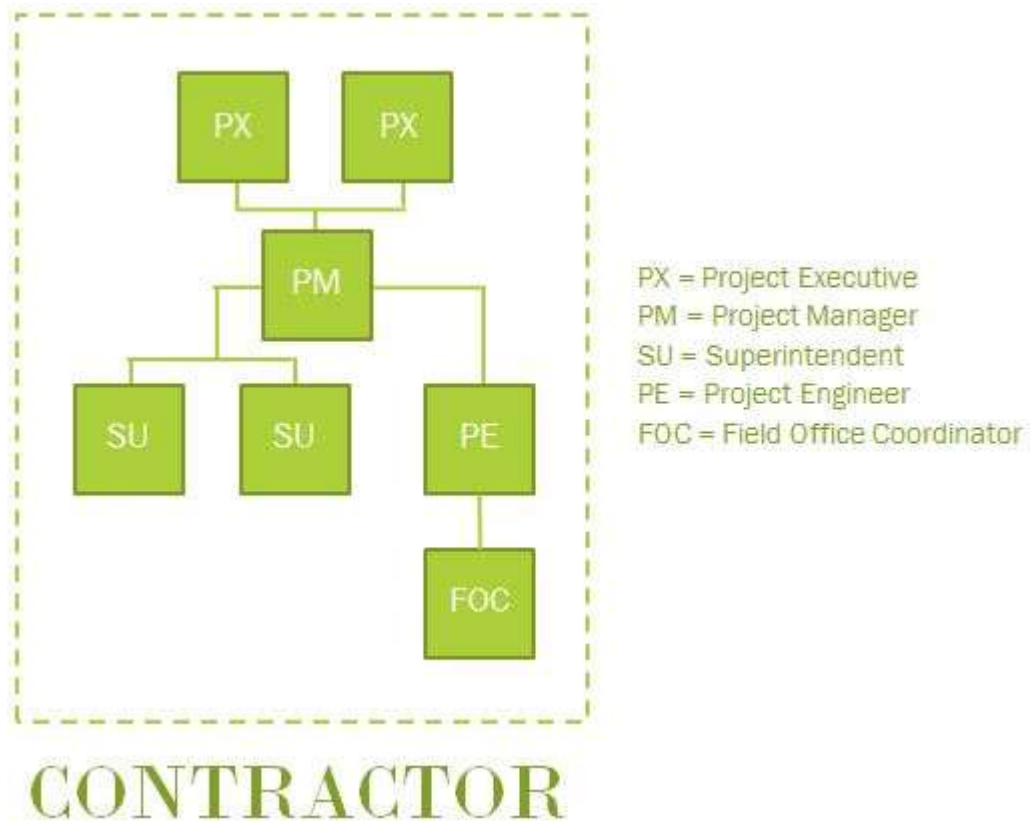 PX PX
PM
SU SU PE
FOC
PX = Project Executive
PM = Project Manager
SU = Superintendent
PE = Project Engineer
FOC = Field Office Coordinator
CONTRACTOR